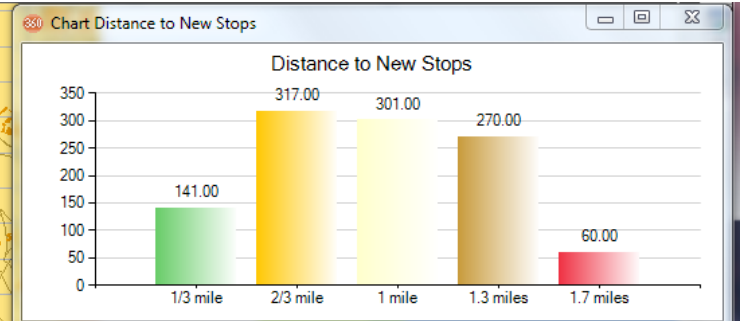 360 Chart Distance to New Stops
Distance to New Stops
350
300
250
200
150
100
50
0
141.00
317.00
301.00
270.00
60.00
1/3 mile
2/3 mile
1 mile
1.3 miles
1.7 miles